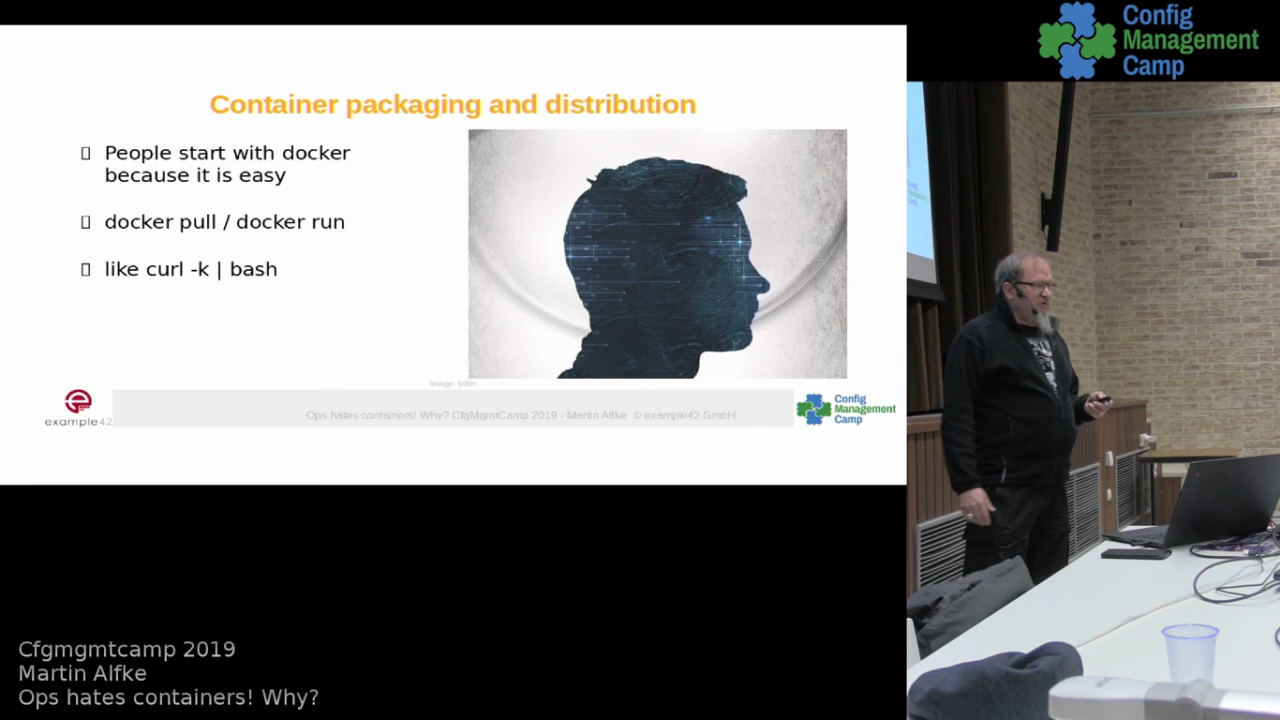 Config
Management
Camp
Container packaging and distribution
People start with docker
because it is easy
docker pull / docker run
like curl -k | bash
example42
Ops hates containers! Why? CfgMgmtCamp 2019 - Martin Alfke © example42 GmbH
Config
Management
Camp
Cfgmgmtcamp 2019
Martin Alfke
Ops hates containers! Why?